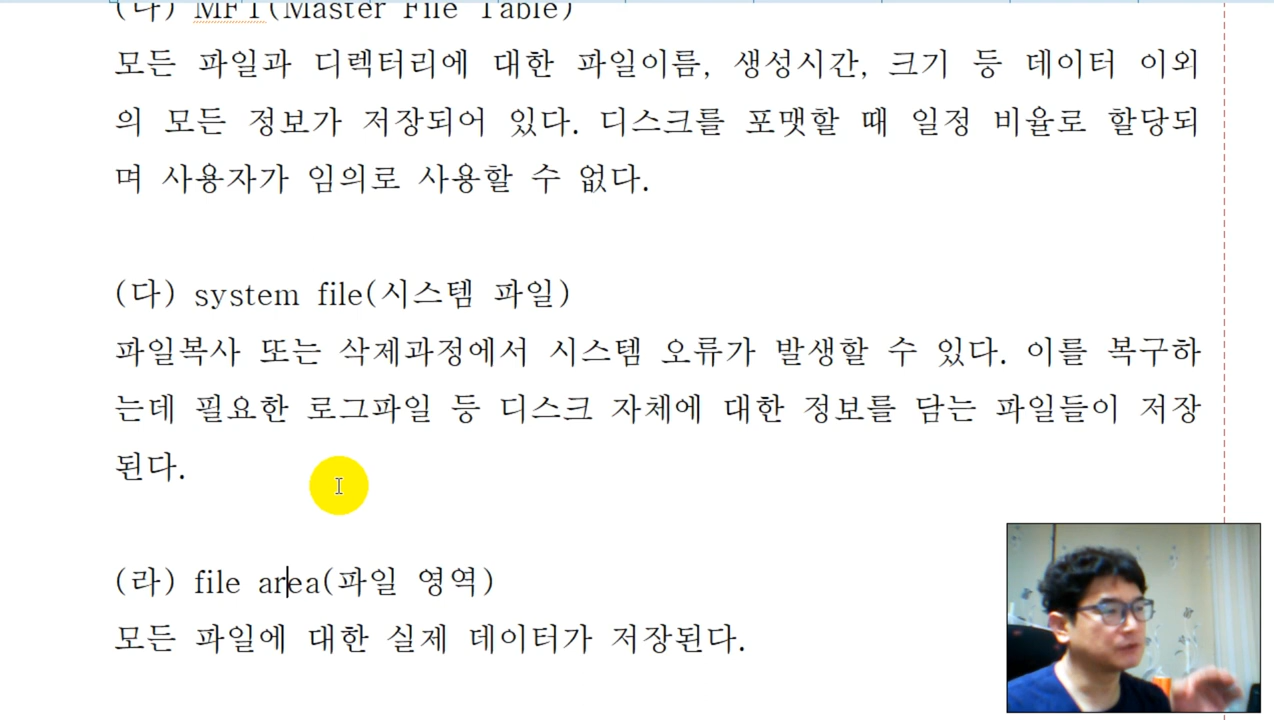 (나) MFT(Master File Table)
모든 파일과 디렉터리에 대한 파일이름, 생성시간, 크기 등 데이터 이외
의 모든 정보가 저장되어 있다. 디스크를 포맷할 때 일정 비율로 할당되
며 사용자가 임의로 사용할 수 없다.
(다) system file(시스템 파일)
파일복사 또는 삭제과정에서 시스템 오류가 발생할 수 있다. 이를 복구하
는데 필요한 로그파일 등 디스크 자체에 대한 정보를 담는 파일들이 저장
된다.
(라) file area(파일 영역)
모든 파일에 대한 실제 데이터가 저장된다.